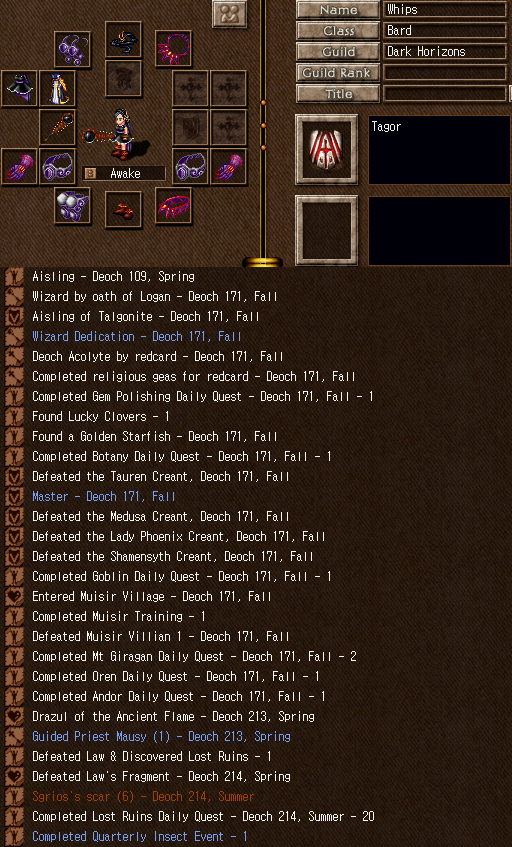 Name Whips
Class Bard
Guild Dark Horizons
Guild Rank
Title
Tagor
Awake
Aisling - Deoch 109, Spring
Wizard by oath of Logan - Deoch 171, Fall
Aisling of Talgonite - Deoch 171, Fall
Wizard Dedication - Deoch 171, Fall
Deoch Acolyte by redcard - Deoch 171, Fall
Completed religious geas for redcard - Deoch 171, Fall
Completed Gem Polishing Daily Quest - Deoch 171, Fall - 1
Found Lucky Clovers - 1
Found a Golden Starfish - Deoch 171, Fall
Completed Botany Daily Quest - Deoch 171, Fall - 1
Defeated the Tauren Creant, Deoch 171, Fall
Master - Deoch 171, Fall
Defeated the Medusa Creant, Deoch 171, Fall
Defeated the Lady Phoenix Creant, Deoch 171, Fall
Defeated the Shamensyth Creant, Deoch 171, Fall
Completed Goblin Daily Quest - Deoch 171, Fall - 1
Entered Muisir Village - Deoch 171, Fall
Completed Muisir Training - 1
Defeated Muisir Villian 1 - Deoch 171, Fall
Completed Mt Giragan Daily Quest - Deoch 171, Fall - 2
Completed Oren Daily Quest - Deoch 171, Fall - 1
Completed Andor Daily Quest - Deoch 171, Fall - 1
Drazul of the Ancient Flame - Deoch 213, Spring
Guided Priest Mausy (1) - Deoch 213, Spring
Defeated Law & Discovered Lost Ruins - 1
Defeated Law's Fragment - Deoch 214, Spring
Sgrios's scar (6) - Deoch 214, Summer
Completed Lost Ruins Daily Quest - Deoch 214, Summer - 20
Completed Quarterly Insect Event - 1